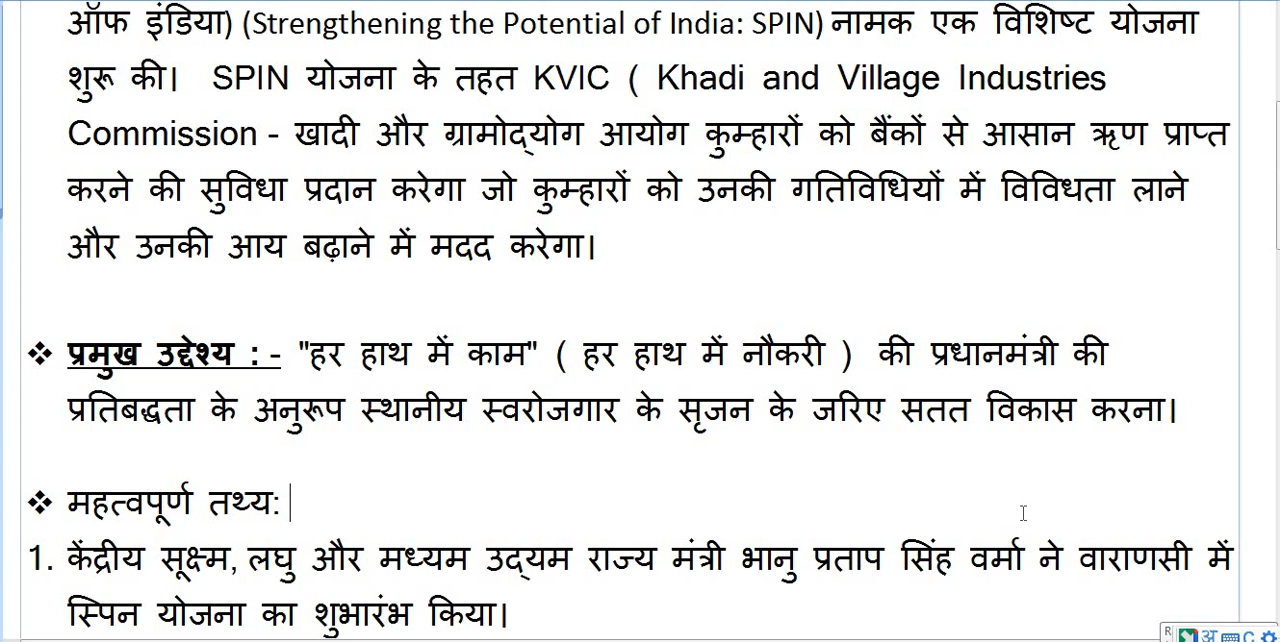 ऑफ इंडिया) (Strengthening the Potential of India: SPIN) नामक एक विशिष्ट योजना
शुरू की। SPIN योजना के तहत KVIC ( Khadi and Village Industries
Commission - खादी और ग्रामोद्योग आयोग कुम्हारों को बैंकों से आसान ऋण प्राप्त
करने की सुविधा प्रदान करेगा जो कुम्हारों को उनकी गतिविधियों में विविधता लाने
और उनकी आय बढ़ाने में मदद करेगा।
❖ प्रमुख उद्देश्य : - "हर हाथ में काम" ( हर हाथ में नौकरी ) की प्रधानमंत्री की
प्रतिबद्धता के अनुरूप स्थानीय स्वरोजगार के सृजन के जरिए सतत विकास करना।
❖ महत्वपूर्ण तथ्य:
1. केंद्रीय सूक्ष्म, लघु और मध्यम उद्यम राज्य मंत्री भानु प्रताप सिंह वर्मा ने वाराणसी में
स्पिन योजना का शुभारंभ किया।